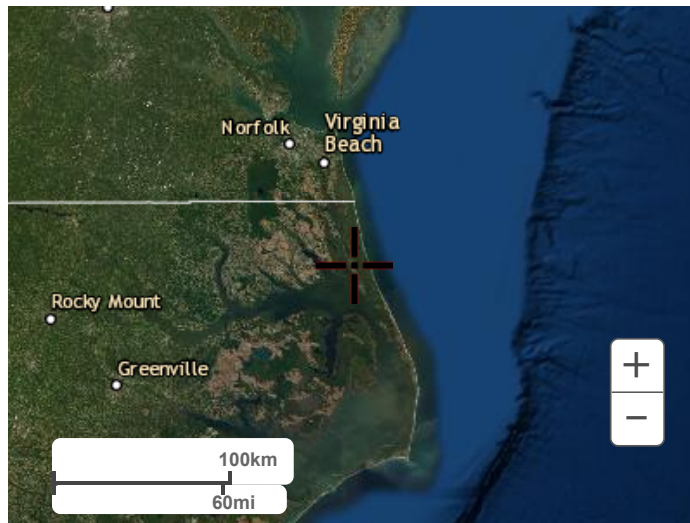 Norfolk
Virginia
Beach
Rocky Mount
Greenville
+
−
100km
60mi